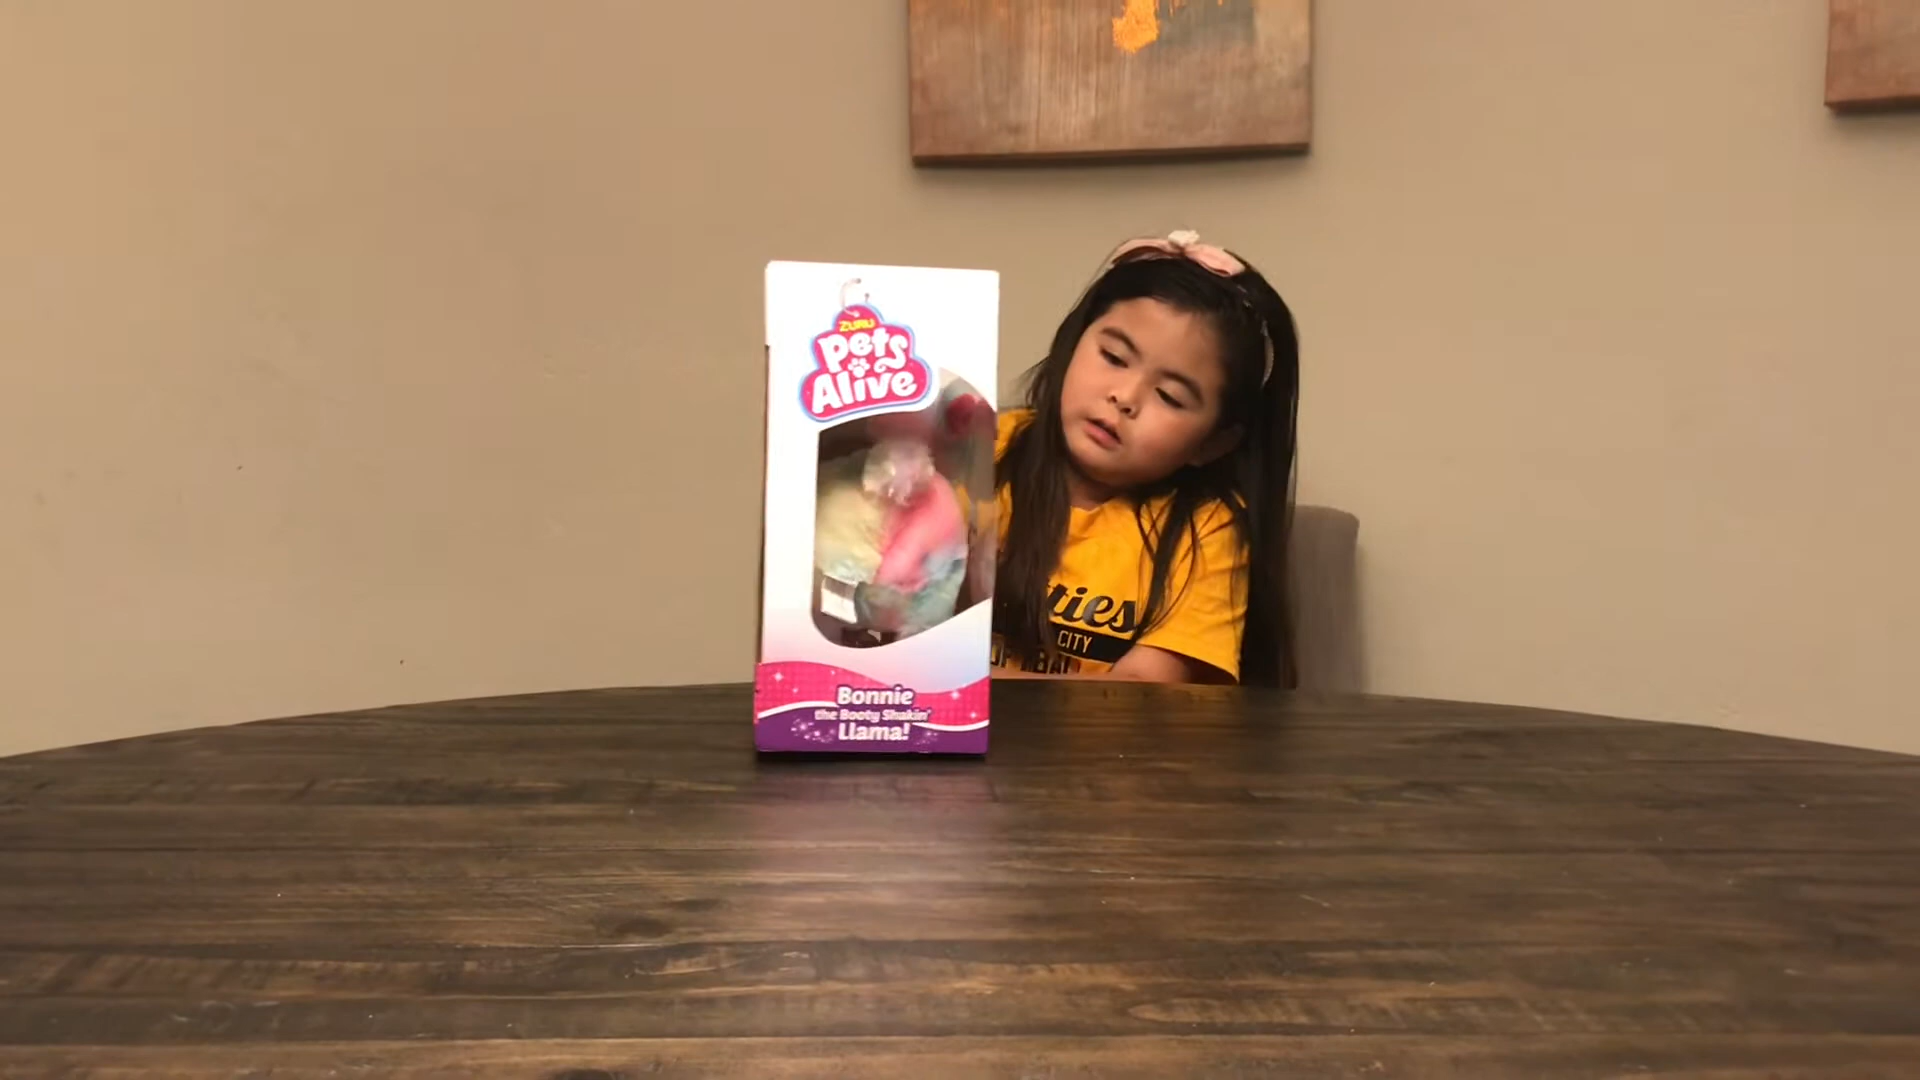 ZURU
Pets
Alive
Bonnie
the Booty Shakin'
Llama!
CITY